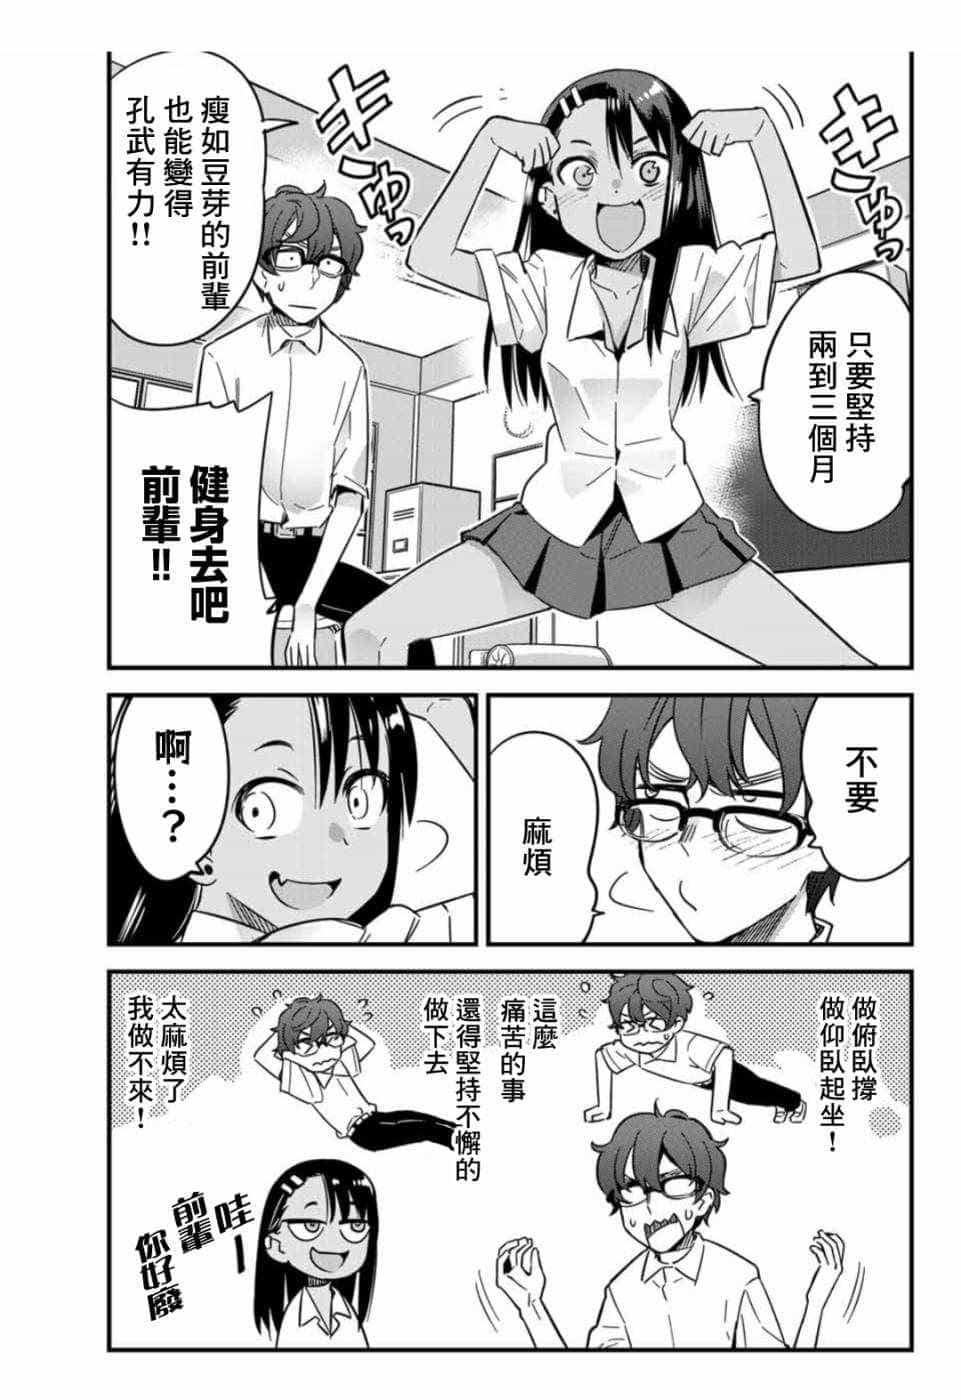 只要堅持
兩到三個月
瘦如豆芽的前輩
也能變得
孔武有力!!
健身去吧
前輩!!
キュッ
キュッ
不要
麻煩
啊…?
做俯臥撐
做仰臥起坐!
這麼
痛苦的事
還得堅持不懈的
做下去
太麻煩了
我做不來!
哇ー
前輩
你好廢